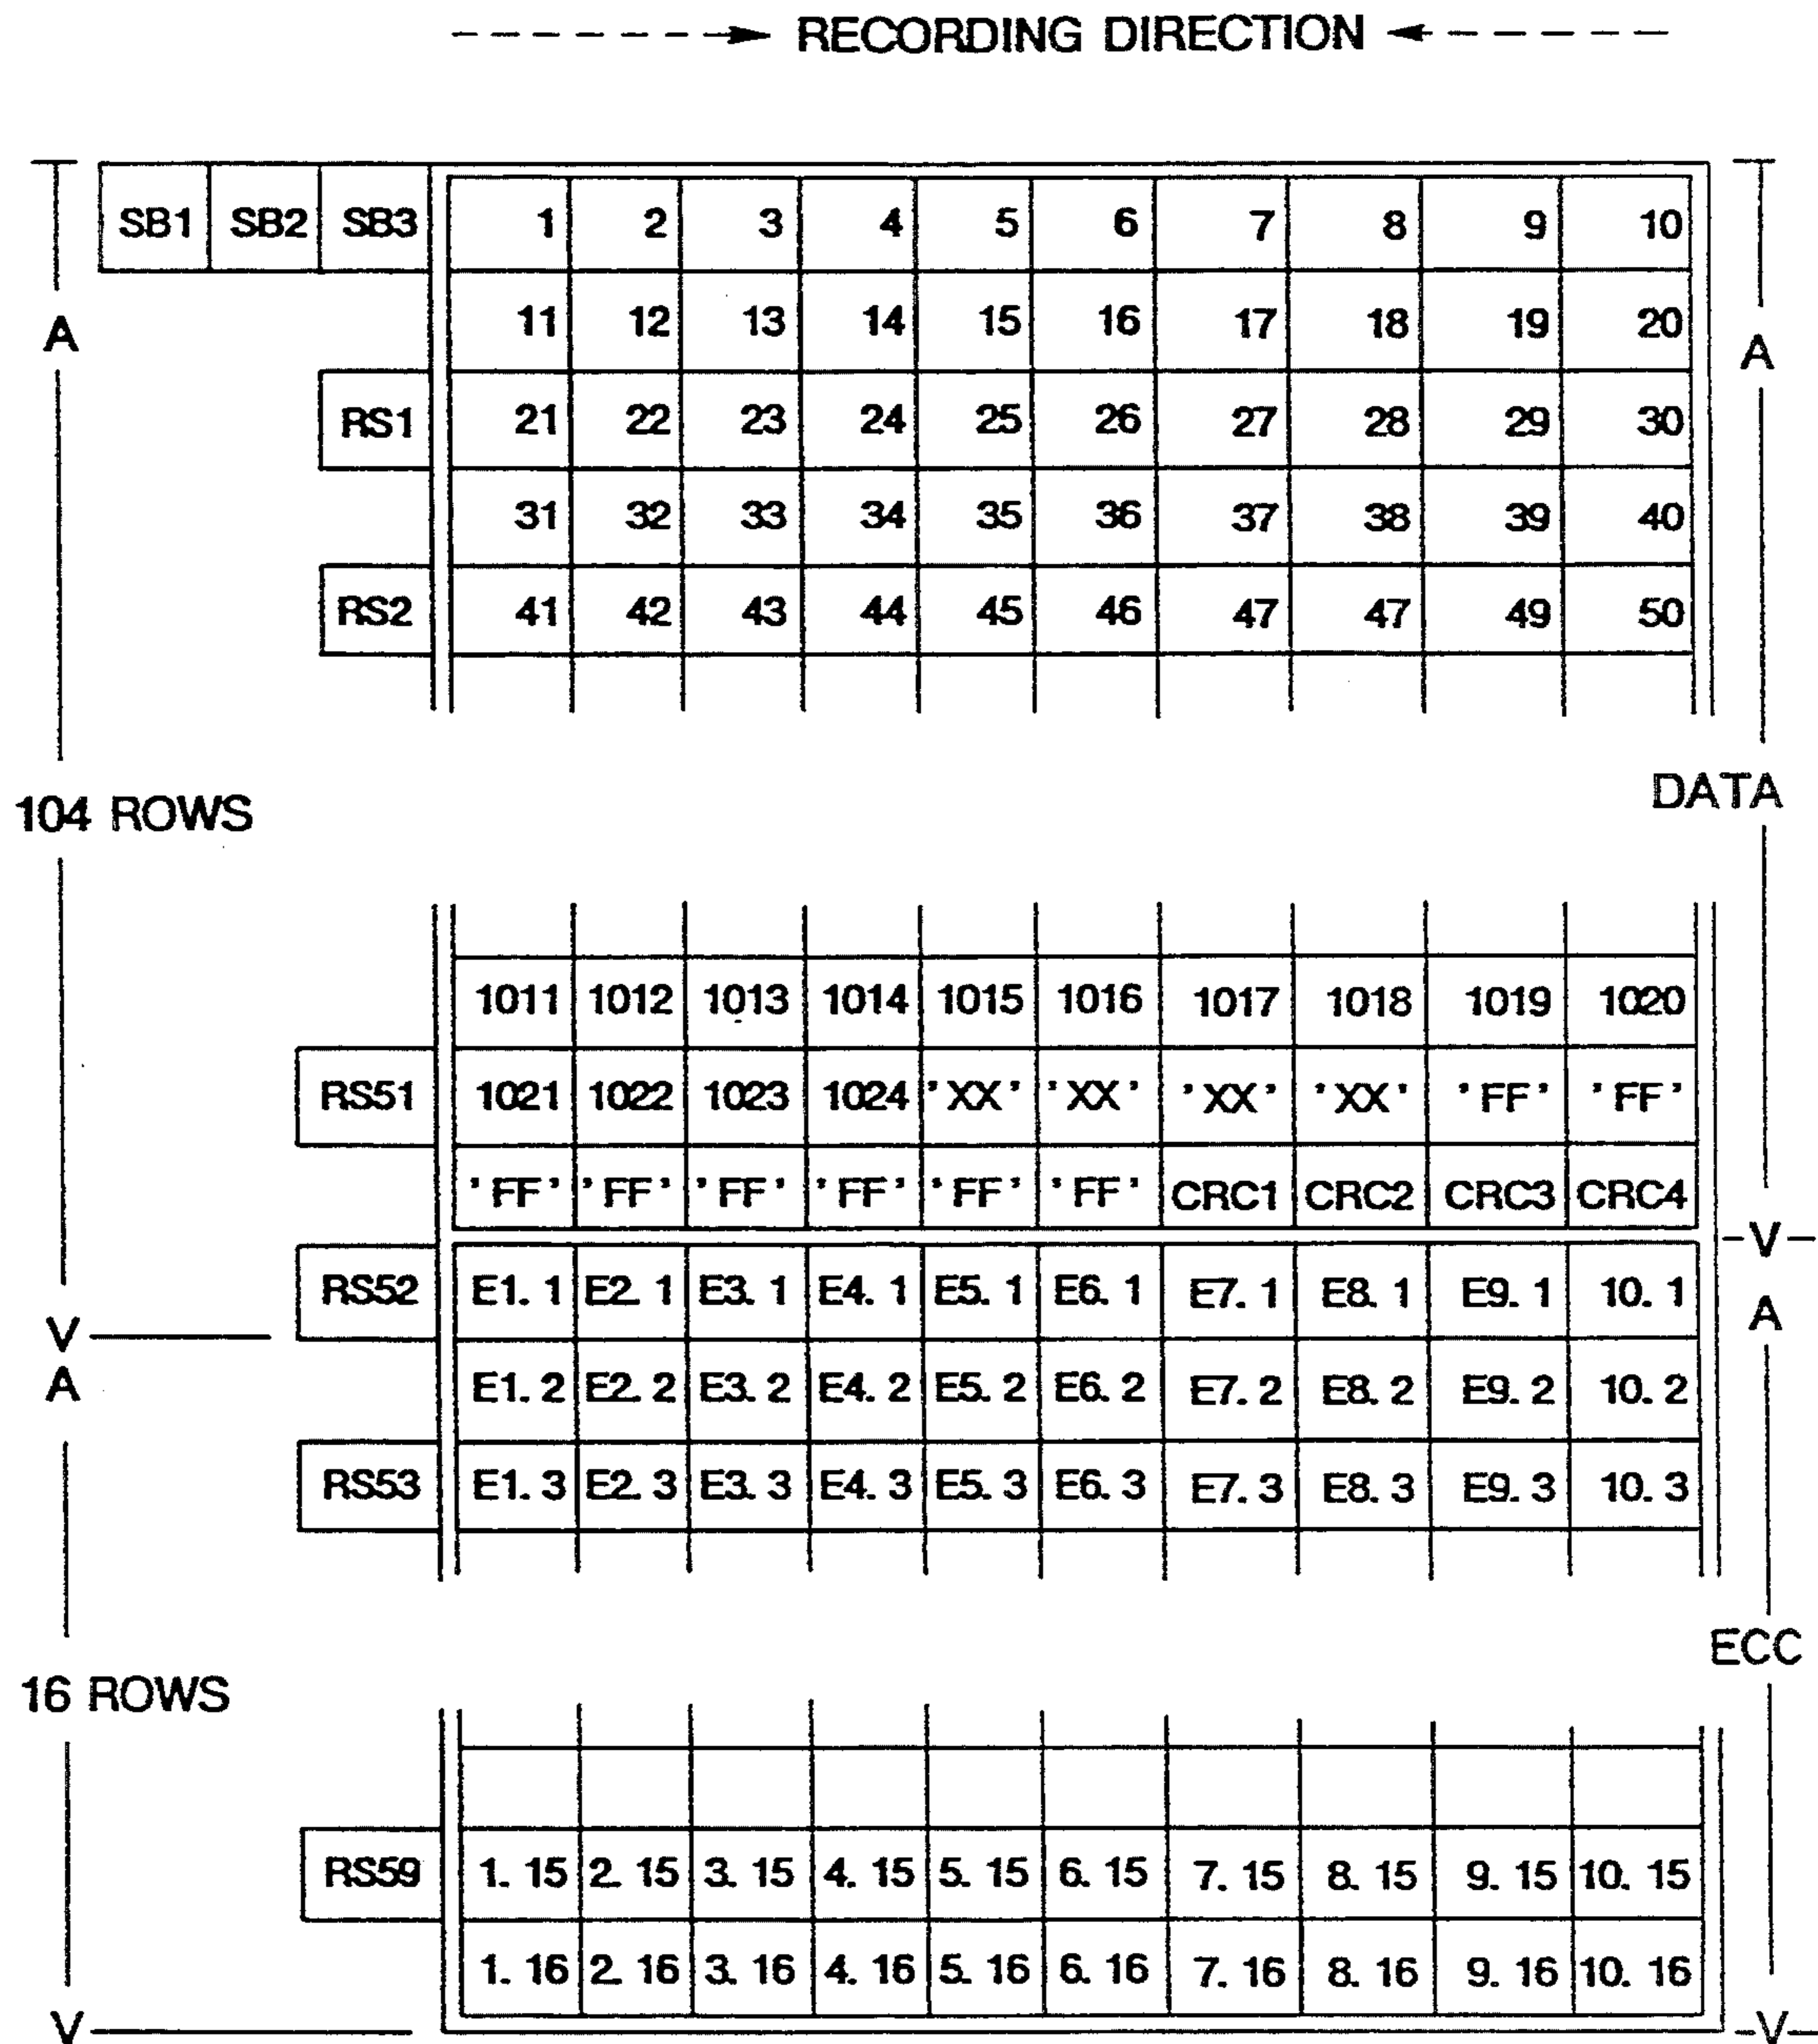 RECORDING DIRECTION
SB1 SB2 SB3 1 2 3 4 5 6 7 8 9 10
A 11 12 13 14 15 16 17 18 19 20 A
RS1 21 22 23 24 25 26 27 28 29 30
31 32 33 34 35 36 37 38 39 40
RS2 41 42 43 44 45 46 47 47 49 50
104 ROWS DATA
1011 1012 1013 1014 1015 1016 1017 1018 1019 1020
RS51 1021 1022 1023 1024 'XX' 'XX' 'XX' 'XX' 'FF' 'FF'
'FF' 'FF' 'FF' 'FF' 'FF' 'FF' CRC1 CRC2 CRC3 CRC4
-V-
RS52 E1. 1 E2. 1 E3. 1 E4. 1 E5. 1 E6. 1 E7. 1 E8. 1 E9. 1 10. 1
V A
A E1. 2 E2. 2 E3. 2 E4. 2 E5. 2 E6. 2 E7. 2 E8. 2 E9. 2 10. 2
RS53 E1. 3 E2. 3 E3. 3 E4. 3 E5. 3 E6. 3 E7. 3 E8. 3 E9. 3 10. 3
16 ROWS ECC
RS59 1. 15 2. 15 3. 15 4. 15 5. 15 6. 15 7. 15 8. 15 9. 15 10. 15
1. 16 2. 16 3. 16 4. 16 5. 16 6. 16 7. 16 8. 16 9. 16 10. 16
V -V-